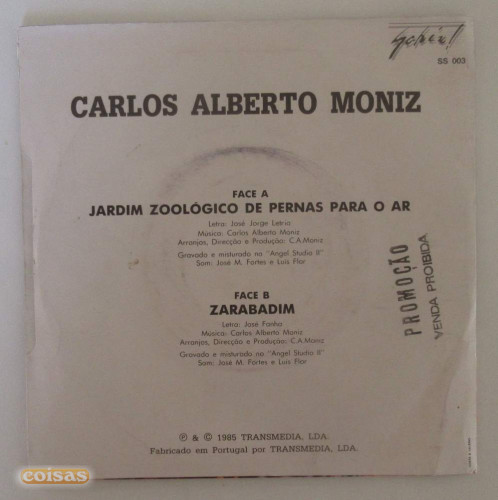 SS 003
CARLOS ALBERTO MONIZ
FACE A
JARDIM ZOOLÓGICO DE PERNAS PARA O AR
Letra: José Jorge Letria
Música: Carlos Alberto Moniz
Arranjos, Direcção e Produção: C.A.Moniz
Gravado e misturado no "Angel Studio II"
Som: José M. Fortes e Luís Flor
FACE B
ZARABADIM
Letra: José Fanha
Música: Carlos Alberto Moniz
Arranjos, Direcção e Produção: C.A.Moniz
Gravado e misturado no "Angel Studio II"
Som: José M. Fortes e Luís Flor
PROMOÇÃO
VENDA PROIBIDA
℗ & © 1985 TRANSMEDIA, LDA.
Fabricado em Portugal por TRANSMEDIA, LDA.
coisas